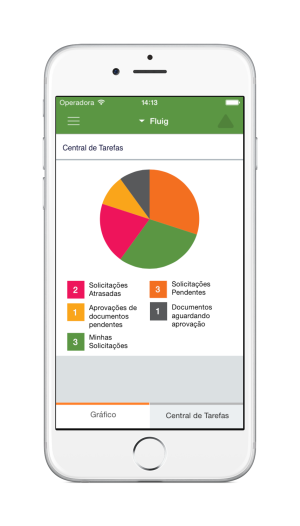 Operadora 14:13
Fluig
Central de Tarefas
2 Solicitações
Atrasadas
3 Solicitações
Pendentes
1 Aprovações de
documentos
pendentes
1 Documentos
aguardando
aprovação
3 Minhas
Solicitações
Gráfico
Central de Tarefas